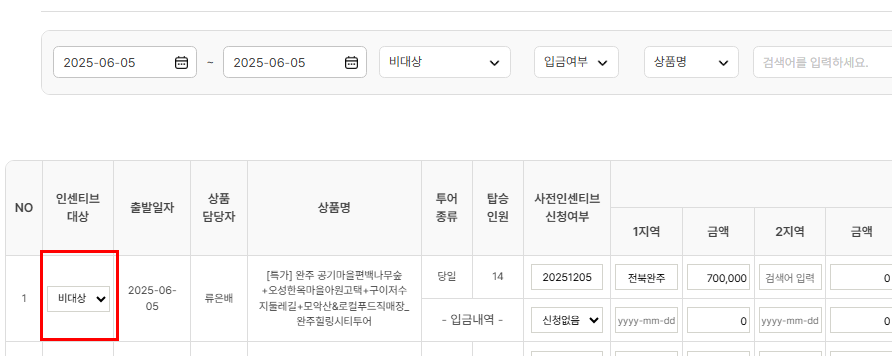 2025-06-05 ~ 2025-06-05 비대상 입금여부 상품명 검색어를 입력하세요.
NO 인센티브 대상 출발일자 상품 담당자 상품명 투어 종류 탑승 인원 사전인센티브 신청여부
1지역 금액 2지역 금액
1 비대상 2025-06-05 류은배
[특가] 완주 공기마을편백나무숲
+오성한옥마을아원고택+구이저수
지둘레길+모악산&로컬푸드직매장_
완주힐링시티투어
당일 14 20251205 전북완주 700,000 검색어 입력 0
- 입금내역 - 신청없음 yyyy-mm-dd 0 yyyy-mm-dd 0